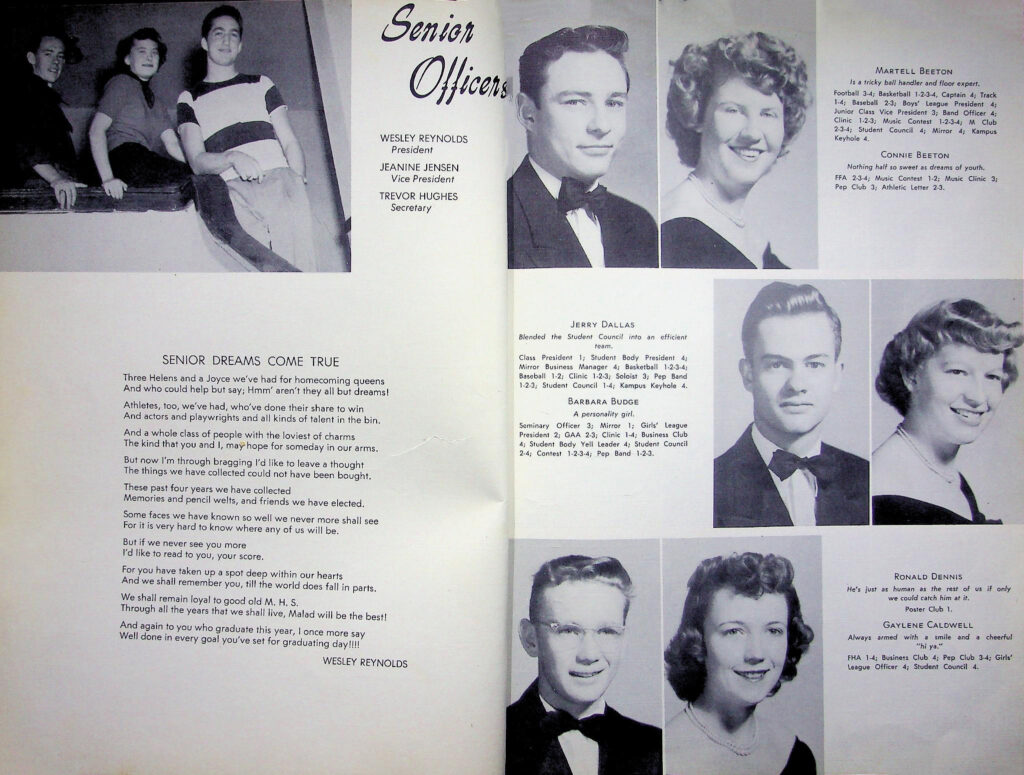 Senior
Officers
WESLEY REYNOLDS
President
JEANINE JENSEN
Vice President
TREVOR HUGHES
Secretary
SENIOR DREAMS COME TRUE
Three Helens and a Joyce we've had for homecoming queens
And who could help but say; Hmm' aren't they all but dreams!
Athletes, too, we've had, who've done their share to win
And actors and playwrights and all kinds of talent in the bin.
And a whole class of people with the loviest of charms
The kind that you and I, may hope for someday in our arms.
But now I'm through bragging I'd like to leave a thought
The things we have collected could not have been bought.
These past four years we have collected
Memories and pencil welts, and friends we have elected.
Some faces we have known so well we never more shall see
For it is very hard to know where any of us will be.
But if we never see you more
I'd like to read to you, your score.
For you have taken up a spot deep within our hearts
And we shall remember you, till the world does fall in parts.
We shall remain loyal to good old M. H. S.
Through all the years that we shall live, Malad will be the best!
And again to you who graduate this year, I once more say
Well done in every goal you've set for graduating day!!!!
WESLEY REYNOLDS
MARTELL BEETON
Is a tricky ball handler and floor expert.
Football 3-4; Basketball 1-2-3-4, Captain 4; Track
1-4; Baseball 2-3; Boys' League President 4;
Junior Class Vice President 3; Band Officer 4;
Clinic 1-2-3; Music Contest 1-2-3-4; M Club
2-3-4; Student Council 4; Mirror 4; Kampus
Keyhole 4.
CONNIE BEETON
Nothing half so sweet as dreams of youth.
FFA 2-3-4; Music Contest 1-2; Music Clinic 3;
Pep Club 3; Athletic Letter 2-3.
JERRY DALLAS
Blended the Student Council into an efficient
team.
Class President 1; Student Body President 4;
Mirror Business Manager 4; Basketball 1-2-3-4;
Baseball 1-2; Clinic 1-2-3; Soloist 3; Pep Band
1-2-3; Student Council 1-4; Kampus Keyhole 4.
BARBARA BUDGE
A personality girl.
Seminary Officer 3; Mirror 1; Girls' League
President 2; GAA 2-3; Clinic 1-4; Business Club
4; Student Body Yell Leader 4; Student Council
2-4; Contest 1-2-3-4; Pep Band 1-2-3.
RONALD DENNIS
He's just as human as the rest of us if only
we could catch him at it.
Poster Club 1.
GAYLENE CALDWELL
Always armed with a smile and a cheerful
"hi ya."
FHA 1-4; Business Club 4; Pep Club 3-4; Girls'
League Officer 4; Student Council 4.